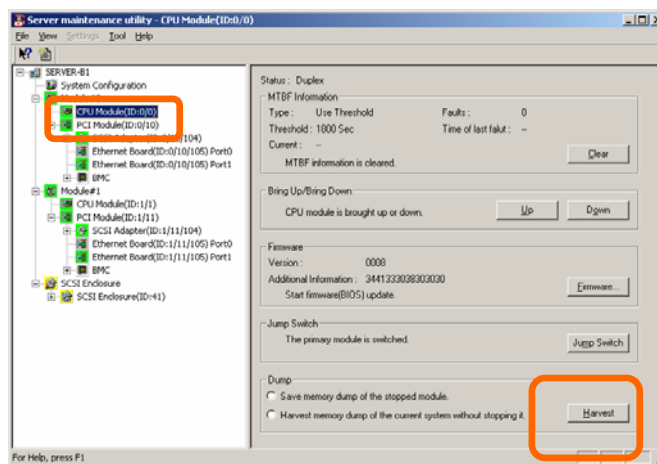 Server maintenance utility - CPU Module(ID:0/0)
File View Settings Tool Help
SERVER-B1
System Configuration
CPU Module(ID:0/0)
PCI Module(ID:0/10)
Ethernet Board(ID:0/10/105) Port0
Ethernet Board(ID:0/10/105) Port1
BMC
Module#1
CPU Module(ID:1/1)
PCI Module(ID:1/11)
SCSI Adapter(ID:1/11/104)
Ethernet Board(ID:1/11/105) Port0
Ethernet Board(ID:1/11/105) Port1
BMC
SCSI Enclosure
SCSI Enclosure(ID:41)
Status : Duplex
MTBF Information
Type : Use Threshold Faults : 0
Threshold : 1800 Sec Time of last falut : --
Current : --
MTBF information is cleared. Clear
Bring Up/Bring Down
CPU module is brought up or down. Up Down
Firmware
Version : 0008
Additional Information : 3441333038303030
Start firmware(BIOS) update. Firmware...
Jump Switch
The primary module is switched. Jump Switch
Dump
Save memory dump of the stopped module.
Harvest memory dump of the current system without stopping it. Harvest
For Help, press F1